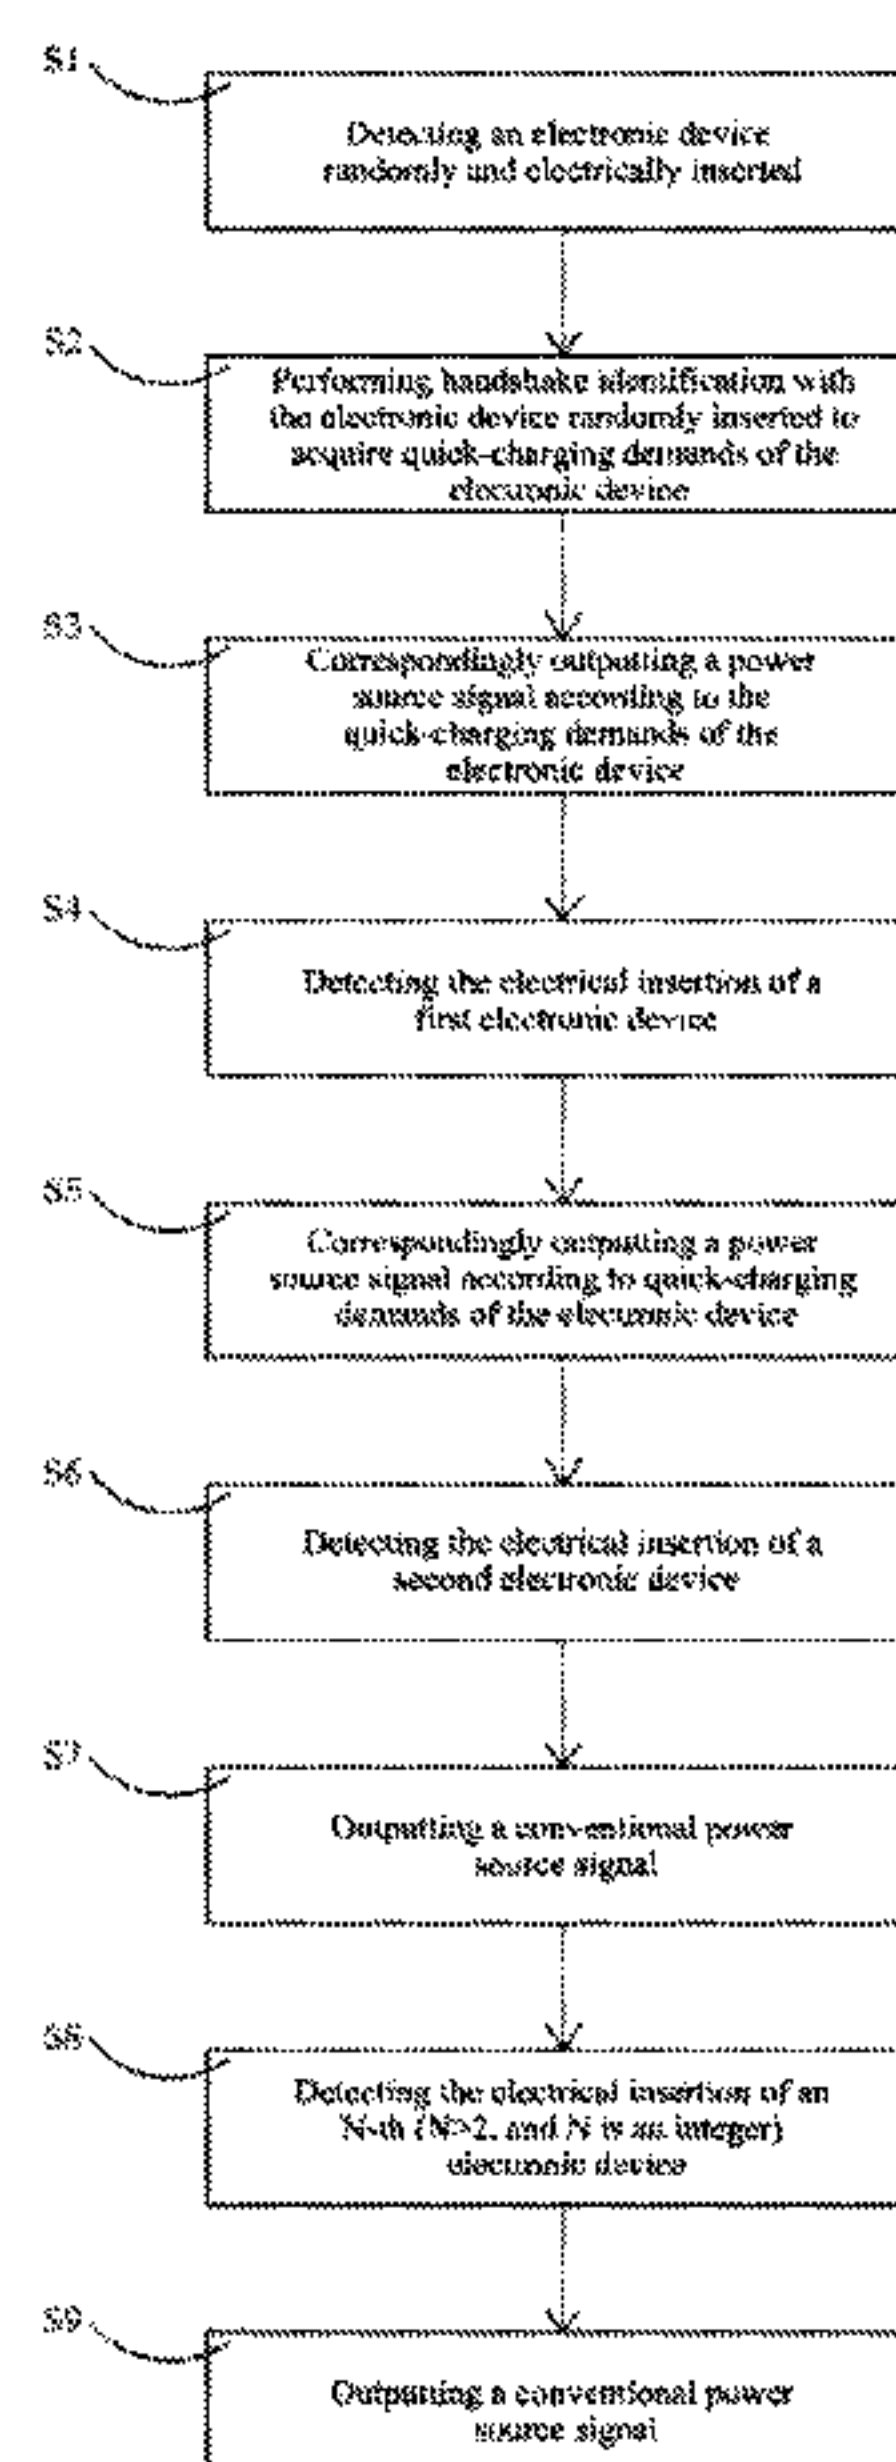 S1
Detecting an electronic device
randomly and electrically inserted
S2
Performing handshake identification with
the electronic device randomly inserted to
acquire quick-charging demands of the
electronic device
S3
Correspondingly outputting a power
source signal according to the
quick-charging demands of the
electronic device
S4
Detecting the electrical insertion of a
first electronic device
S5
Correspondingly outputting a power
source signal according to quick-charging
demands of the electronic device
S6
Detecting the electrical insertion of a
second electronic device
S7
Outputting a conventional power
source signal
S8
Detecting the electrical insertion of an
N-th (N>2, and N is an integer)
electronic device
S9
Outputting a conventional power
source signal